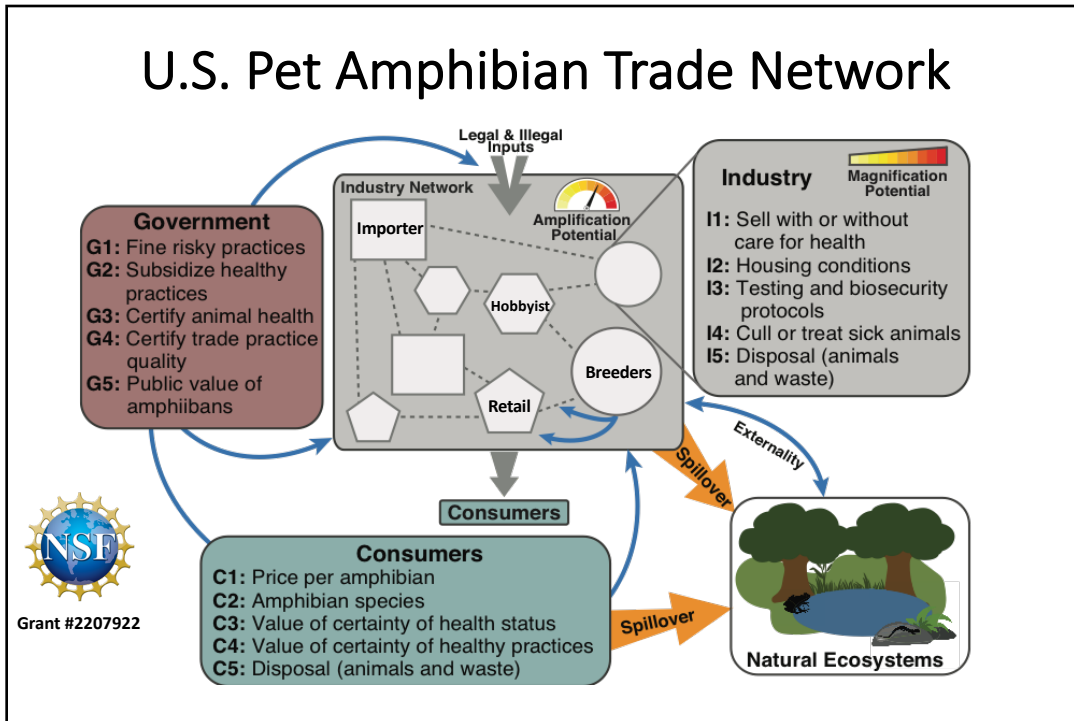 U.S. Pet Amphibian Trade Network
Legal & Illegal
Inputs
Government
G1: Fine risky practices
G2: Subsidize healthy
practices
G3: Certify animal health
G4: Certify trade practice
quality
G5: Public value of
amphiibans
Industry Network
Amplification
Potential
Importer
Hobbyist
Breeders
Retail
Industry
Magnification
Potential
I1: Sell with or without
care for health
I2: Housing conditions
I3: Testing and biosecurity
protocols
I4: Cull or treat sick animals
I5: Disposal (animals
and waste)
Externality
Spillover
Consumers
Consumers
C1: Price per amphibian
C2: Amphibian species
C3: Value of certainty of health status
C4: Value of certainty of healthy practices
C5: Disposal (animals and waste)
Spillover
Natural Ecosystems
NSF
Grant #2207922